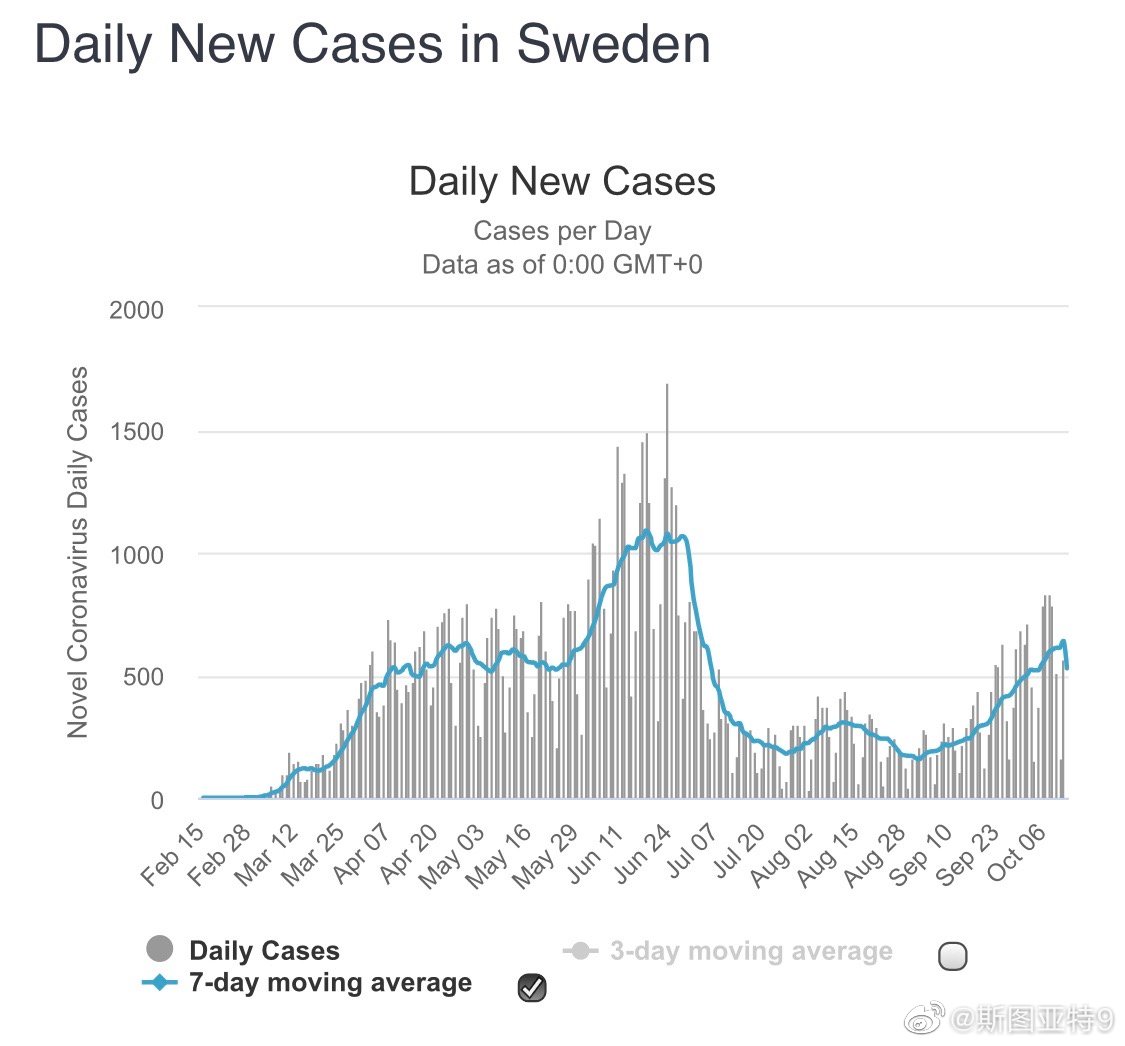 Daily New Cases in Sweden
Daily New Cases
Cases per Day
Data as of 0:00 GMT+0
Novel Coronavirus Daily Cases
2000
1500
1000
500
0
Feb 15
Feb 28
Mar 12
Mar 25
Apr 07
Apr 20
May 03
May 16
May 29
Jun 11
Jun 24
Jul 07
Jul 20
Aug 02
Aug 15
Aug 28
Sep 10
Sep 23
Oct 06
Daily Cases
3-day moving average
7-day moving average
@斯图亚特9